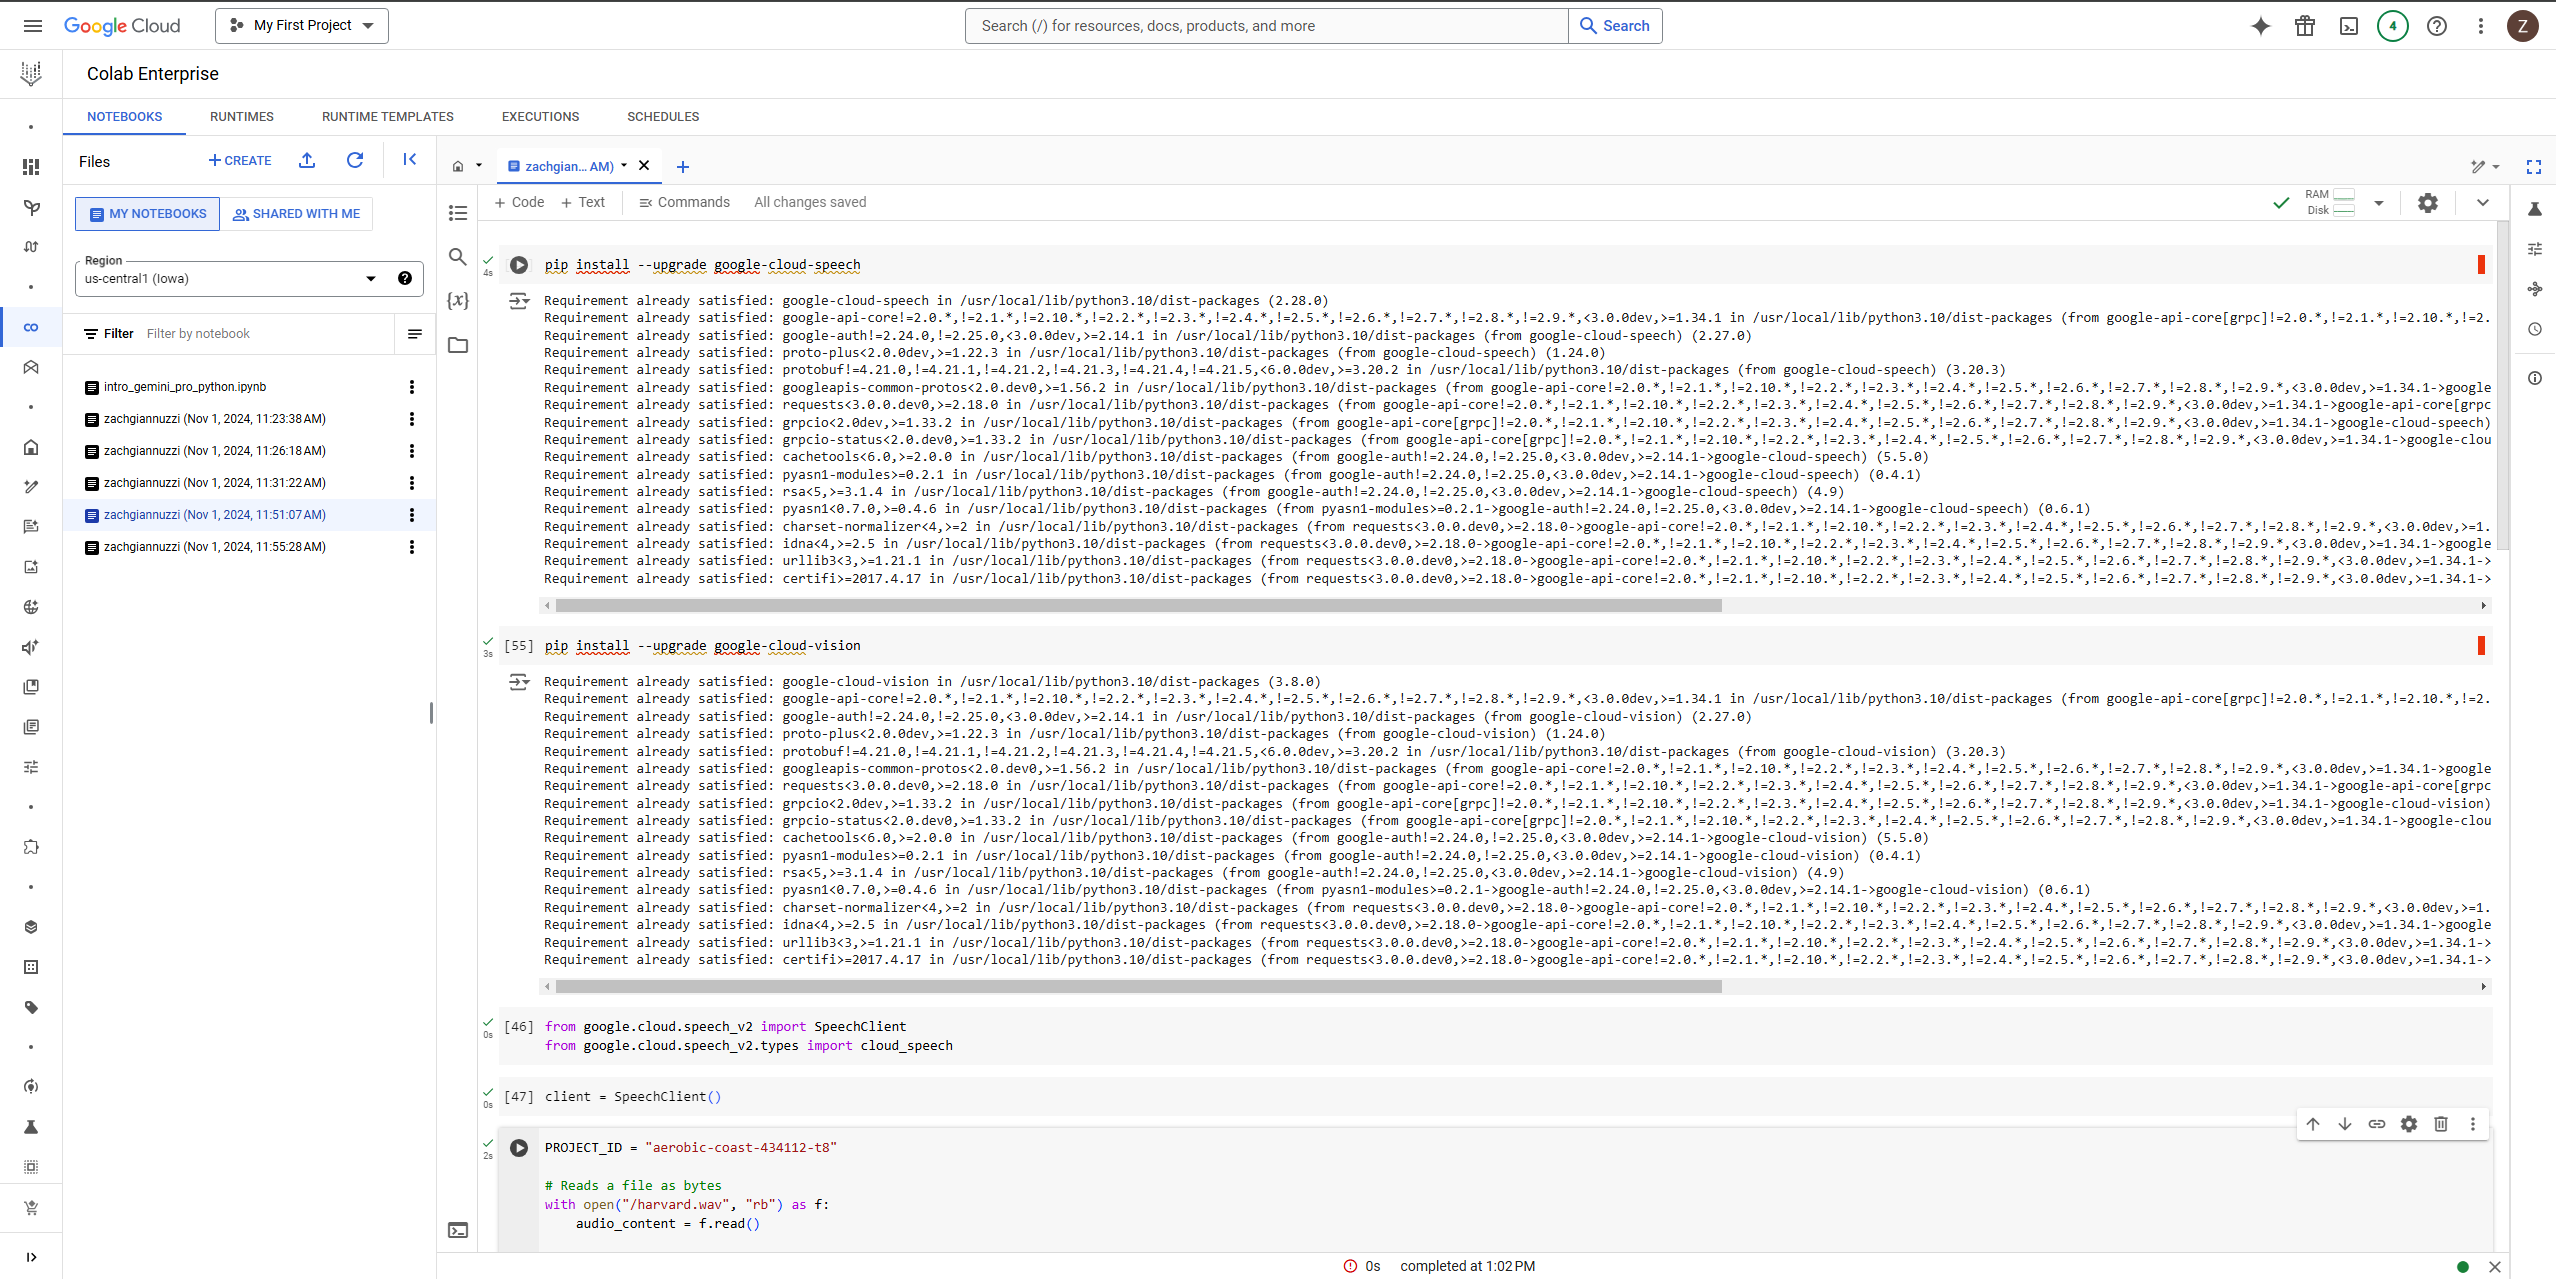 Google Cloud
My First Project
Search (/) for resources, docs, products, and more
Search
4
Z
Colab Enterprise
NOTEBOOKS
RUNTIMES
RUNTIME TEMPLATES
EXECUTIONS
SCHEDULES
Files
CREATE
MY NOTEBOOKS
SHARED WITH ME
Region
us-central1 (Iowa)
Filter
Filter by notebook
intro_gemini_pro_python.ipynb
zachgiannuzzi (Nov 1, 2024, 11:23:38 AM)
zachgiannuzzi (Nov 1, 2024, 11:26:18 AM)
zachgiannuzzi (Nov 1, 2024, 11:31:22 AM)
zachgiannuzzi (Nov 1, 2024, 11:51:07 AM)
zachgiannuzzi (Nov 1, 2024, 11:55:28 AM)
zachgian... AM)
+ Code
+ Text
Commands
All changes saved
RAM
Disk
4s
pip install --upgrade google-cloud-speech
Requirement already satisfied: google-cloud-speech in /usr/local/lib/python3.10/dist-packages (2.28.0)
Requirement already satisfied: google-api-core!=2.0.*,!=2.1.*,!=2.10.*,!=2.2.*,!=2.3.*,!=2.4.*,!=2.5.*,!=2.6.*,!=2.7.*,!=2.8.*,!=2.9.*,<3.0.0dev,>=1.34.1 in /usr/local/lib/python3.10/dist-packages (from google-api-core[grpc]!=2.0.*,!=2.1.*,!=2.10.*,!=2.
Requirement already satisfied: google-auth!=2.24.0,!=2.25.0,<3.0.0dev,>=2.14.1 in /usr/local/lib/python3.10/dist-packages (from google-cloud-speech) (2.27.0)
Requirement already satisfied: proto-plus<2.0.0dev,>=1.22.3 in /usr/local/lib/python3.10/dist-packages (from google-cloud-speech) (1.24.0)
Requirement already satisfied: protobuf!=4.21.0,!=4.21.1,!=4.21.2,!=4.21.3,!=4.21.4,!=4.21.5,<6.0.0dev,>=3.20.2 in /usr/local/lib/python3.10/dist-packages (from google-cloud-speech) (3.20.3)
Requirement already satisfied: googleapis-common-protos<2.0.dev0,>=1.56.2 in /usr/local/lib/python3.10/dist-packages (from google-api-core!=2.0.*,!=2.1.*,!=2.10.*,!=2.2.*,!=2.3.*,!=2.4.*,!=2.5.*,!=2.6.*,!=2.7.*,!=2.8.*,!=2.9.*,<3.0.0dev,>=1.34.1->google
Requirement already satisfied: requests<3.0.0.dev0,>=2.18.0 in /usr/local/lib/python3.10/dist-packages (from google-api-core!=2.0.*,!=2.1.*,!=2.10.*,!=2.2.*,!=2.3.*,!=2.4.*,!=2.5.*,!=2.6.*,!=2.7.*,!=2.8.*,!=2.9.*,<3.0.0dev,>=1.34.1->google-api-core[grpc
Requirement already satisfied: grpcio<2.0dev,>=1.33.2 in /usr/local/lib/python3.10/dist-packages (from google-api-core[grpc]!=2.0.*,!=2.1.*,!=2.10.*,!=2.2.*,!=2.3.*,!=2.4.*,!=2.5.*,!=2.6.*,!=2.7.*,!=2.8.*,!=2.9.*,<3.0.0dev,>=1.34.1->google-cloud-speech)
Requirement already satisfied: grpcio-status<2.0.dev0,>=1.33.2 in /usr/local/lib/python3.10/dist-packages (from google-api-core[grpc]!=2.0.*,!=2.1.*,!=2.10.*,!=2.2.*,!=2.3.*,!=2.4.*,!=2.5.*,!=2.6.*,!=2.7.*,!=2.8.*,!=2.9.*,<3.0.0dev,>=1.34.1->google-clou
Requirement already satisfied: cachetools<6.0,>=2.0.0 in /usr/local/lib/python3.10/dist-packages (from google-auth!=2.24.0,!=2.25.0,<3.0.0dev,>=2.14.1->google-cloud-speech) (5.5.0)
Requirement already satisfied: pyasn1-modules>=0.2.1 in /usr/local/lib/python3.10/dist-packages (from google-auth!=2.24.0,!=2.25.0,<3.0.0dev,>=2.14.1->google-cloud-speech) (0.4.1)
Requirement already satisfied: rsa<5,>=3.1.4 in /usr/local/lib/python3.10/dist-packages (from google-auth!=2.24.0,!=2.25.0,<3.0.0dev,>=2.14.1->google-cloud-speech) (4.9)
Requirement already satisfied: pyasn1<0.7.0,>=0.4.6 in /usr/local/lib/python3.10/dist-packages (from pyasn1-modules>=0.2.1->google-auth!=2.24.0,!=2.25.0,<3.0.0dev,>=2.14.1->google-cloud-speech) (0.6.1)
Requirement already satisfied: charset-normalizer<4,>=2 in /usr/local/lib/python3.10/dist-packages (from requests<3.0.0.dev0,>=2.18.0->google-api-core!=2.0.*,!=2.1.*,!=2.10.*,!=2.2.*,!=2.3.*,!=2.4.*,!=2.5.*,!=2.6.*,!=2.7.*,!=2.8.*,!=2.9.*,<3.0.0dev,>=1.
Requirement already satisfied: idna<4,>=2.5 in /usr/local/lib/python3.10/dist-packages (from requests<3.0.0.dev0,>=2.18.0->google-api-core!=2.0.*,!=2.1.*,!=2.10.*,!=2.2.*,!=2.3.*,!=2.4.*,!=2.5.*,!=2.6.*,!=2.7.*,!=2.8.*,!=2.9.*,<3.0.0dev,>=1.34.1->google
Requirement already satisfied: urllib3<3,>=1.21.1 in /usr/local/lib/python3.10/dist-packages (from requests<3.0.0.dev0,>=2.18.0->google-api-core!=2.0.*,!=2.1.*,!=2.10.*,!=2.2.*,!=2.3.*,!=2.4.*,!=2.5.*,!=2.6.*,!=2.7.*,!=2.8.*,!=2.9.*,<3.0.0dev,>=1.34.1->
Requirement already satisfied: certifi>=2017.4.17 in /usr/local/lib/python3.10/dist-packages (from requests<3.0.0.dev0,>=2.18.0->google-api-core!=2.0.*,!=2.1.*,!=2.10.*,!=2.2.*,!=2.3.*,!=2.4.*,!=2.5.*,!=2.6.*,!=2.7.*,!=2.8.*,!=2.9.*,<3.0.0dev,>=1.34.1->
3s
[55] pip install --upgrade google-cloud-vision
Requirement already satisfied: google-cloud-vision in /usr/local/lib/python3.10/dist-packages (3.8.0)
Requirement already satisfied: google-api-core!=2.0.*,!=2.1.*,!=2.10.*,!=2.2.*,!=2.3.*,!=2.4.*,!=2.5.*,!=2.6.*,!=2.7.*,!=2.8.*,!=2.9.*,<3.0.0dev,>=1.34.1 in /usr/local/lib/python3.10/dist-packages (from google-api-core[grpc]!=2.0.*,!=2.1.*,!=2.10.*,!=2.
Requirement already satisfied: google-auth!=2.24.0,!=2.25.0,<3.0.0dev,>=2.14.1 in /usr/local/lib/python3.10/dist-packages (from google-cloud-vision) (2.27.0)
Requirement already satisfied: proto-plus<2.0.0dev,>=1.22.3 in /usr/local/lib/python3.10/dist-packages (from google-cloud-vision) (1.24.0)
Requirement already satisfied: protobuf!=4.21.0,!=4.21.1,!=4.21.2,!=4.21.3,!=4.21.4,!=4.21.5,<6.0.0dev,>=3.20.2 in /usr/local/lib/python3.10/dist-packages (from google-cloud-vision) (3.20.3)
Requirement already satisfied: googleapis-common-protos<2.0.dev0,>=1.56.2 in /usr/local/lib/python3.10/dist-packages (from google-api-core!=2.0.*,!=2.1.*,!=2.10.*,!=2.2.*,!=2.3.*,!=2.4.*,!=2.5.*,!=2.6.*,!=2.7.*,!=2.8.*,!=2.9.*,<3.0.0dev,>=1.34.1->google
Requirement already satisfied: requests<3.0.0.dev0,>=2.18.0 in /usr/local/lib/python3.10/dist-packages (from google-api-core!=2.0.*,!=2.1.*,!=2.10.*,!=2.2.*,!=2.3.*,!=2.4.*,!=2.5.*,!=2.6.*,!=2.7.*,!=2.8.*,!=2.9.*,<3.0.0dev,>=1.34.1->google-api-core[grpc
Requirement already satisfied: grpcio<2.0dev,>=1.33.2 in /usr/local/lib/python3.10/dist-packages (from google-api-core[grpc]!=2.0.*,!=2.1.*,!=2.10.*,!=2.2.*,!=2.3.*,!=2.4.*,!=2.5.*,!=2.6.*,!=2.7.*,!=2.8.*,!=2.9.*,<3.0.0dev,>=1.34.1->google-cloud-vision)
Requirement already satisfied: grpcio-status<2.0.dev0,>=1.33.2 in /usr/local/lib/python3.10/dist-packages (from google-api-core[grpc]!=2.0.*,!=2.1.*,!=2.10.*,!=2.2.*,!=2.3.*,!=2.4.*,!=2.5.*,!=2.6.*,!=2.7.*,!=2.8.*,!=2.9.*,<3.0.0dev,>=1.34.1->google-clou
Requirement already satisfied: cachetools<6.0,>=2.0.0 in /usr/local/lib/python3.10/dist-packages (from google-auth!=2.24.0,!=2.25.0,<3.0.0dev,>=2.14.1->google-cloud-vision) (5.5.0)
Requirement already satisfied: pyasn1-modules>=0.2.1 in /usr/local/lib/python3.10/dist-packages (from google-auth!=2.24.0,!=2.25.0,<3.0.0dev,>=2.14.1->google-cloud-vision) (0.4.1)
Requirement already satisfied: rsa<5,>=3.1.4 in /usr/local/lib/python3.10/dist-packages (from google-auth!=2.24.0,!=2.25.0,<3.0.0dev,>=2.14.1->google-cloud-vision) (4.9)
Requirement already satisfied: pyasn1<0.7.0,>=0.4.6 in /usr/local/lib/python3.10/dist-packages (from pyasn1-modules>=0.2.1->google-auth!=2.24.0,!=2.25.0,<3.0.0dev,>=2.14.1->google-cloud-vision) (0.6.1)
Requirement already satisfied: charset-normalizer<4,>=2 in /usr/local/lib/python3.10/dist-packages (from requests<3.0.0.dev0,>=2.18.0->google-api-core!=2.0.*,!=2.1.*,!=2.10.*,!=2.2.*,!=2.3.*,!=2.4.*,!=2.5.*,!=2.6.*,!=2.7.*,!=2.8.*,!=2.9.*,<3.0.0dev,>=1.
Requirement already satisfied: idna<4,>=2.5 in /usr/local/lib/python3.10/dist-packages (from requests<3.0.0.dev0,>=2.18.0->google-api-core!=2.0.*,!=2.1.*,!=2.10.*,!=2.2.*,!=2.3.*,!=2.4.*,!=2.5.*,!=2.6.*,!=2.7.*,!=2.8.*,!=2.9.*,<3.0.0dev,>=1.34.1->google
Requirement already satisfied: urllib3<3,>=1.21.1 in /usr/local/lib/python3.10/dist-packages (from requests<3.0.0.dev0,>=2.18.0->google-api-core!=2.0.*,!=2.1.*,!=2.10.*,!=2.2.*,!=2.3.*,!=2.4.*,!=2.5.*,!=2.6.*,!=2.7.*,!=2.8.*,!=2.9.*,<3.0.0dev,>=1.34.1->
Requirement already satisfied: certifi>=2017.4.17 in /usr/local/lib/python3.10/dist-packages (from requests<3.0.0.dev0,>=2.18.0->google-api-core!=2.0.*,!=2.1.*,!=2.10.*,!=2.2.*,!=2.3.*,!=2.4.*,!=2.5.*,!=2.6.*,!=2.7.*,!=2.8.*,!=2.9.*,<3.0.0dev,>=1.34.1->
0s
[46] from google.cloud.speech_v2 import SpeechClient
from google.cloud.speech_v2.types import cloud_speech
0s
[47] client = SpeechClient()
2s
PROJECT_ID = "aerobic-coast-434112-t8"
# Reads a file as bytes
with open("/harvard.wav", "rb") as f:
audio_content = f.read()
0s completed at 1:02 PM